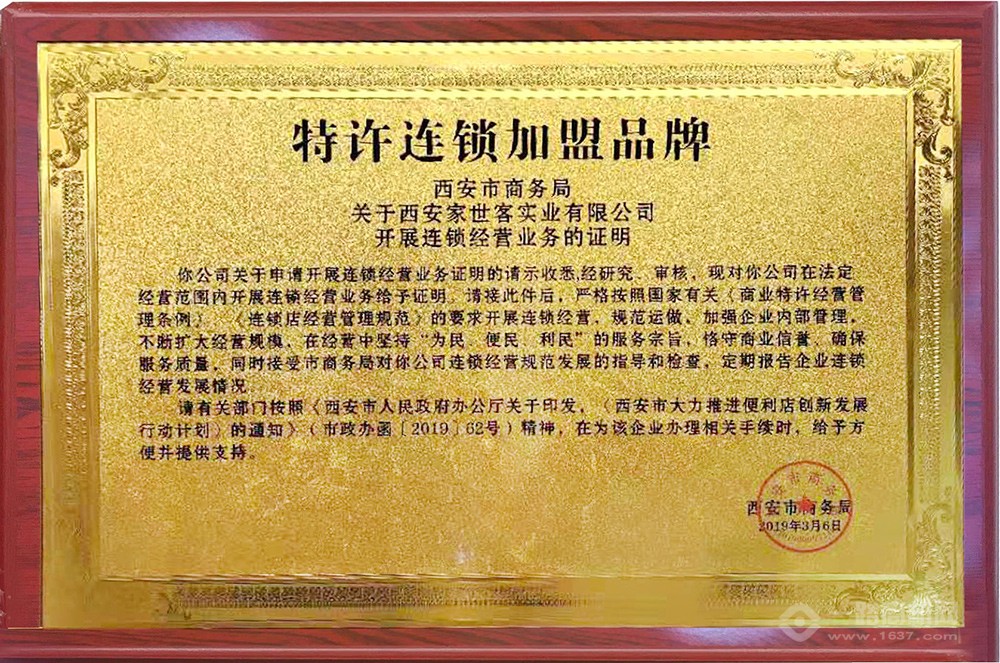 特许连锁加盟品牌
西安市商务局
关于西安家世客实业有限公司
开展连锁经营业务的证明
你公司关于申请开展连锁经营业务证明的请示收悉,经研究、审核，现对你公司在法定
经营范围内开展连锁经营业务给予证明。请接此件后，严格按照国家有关《商业特许经营管
理条例》、《连锁店经营管理规范》的要求开展连锁经营，规范运做、加强企业内部管理，
不断扩大经营规模，在经营中坚持“为民、便民、利民”的服务宗旨，恪守商业信誉、确保
服务质量，同时接受市商务局对你公司连锁经营规范发展的指导和检查，定期报告企业连锁
经营发展情况。
请有关部门按照《西安市人民政府办公厅关于印发，《西安市大力推进便利店创新发展
行动计划》的通知》（市政办函〔2019〕62号）精神，在为该企业办理相关手续时，给予方
便并提供支持。
西安市商务局
2019年3月6日
www.1637.com